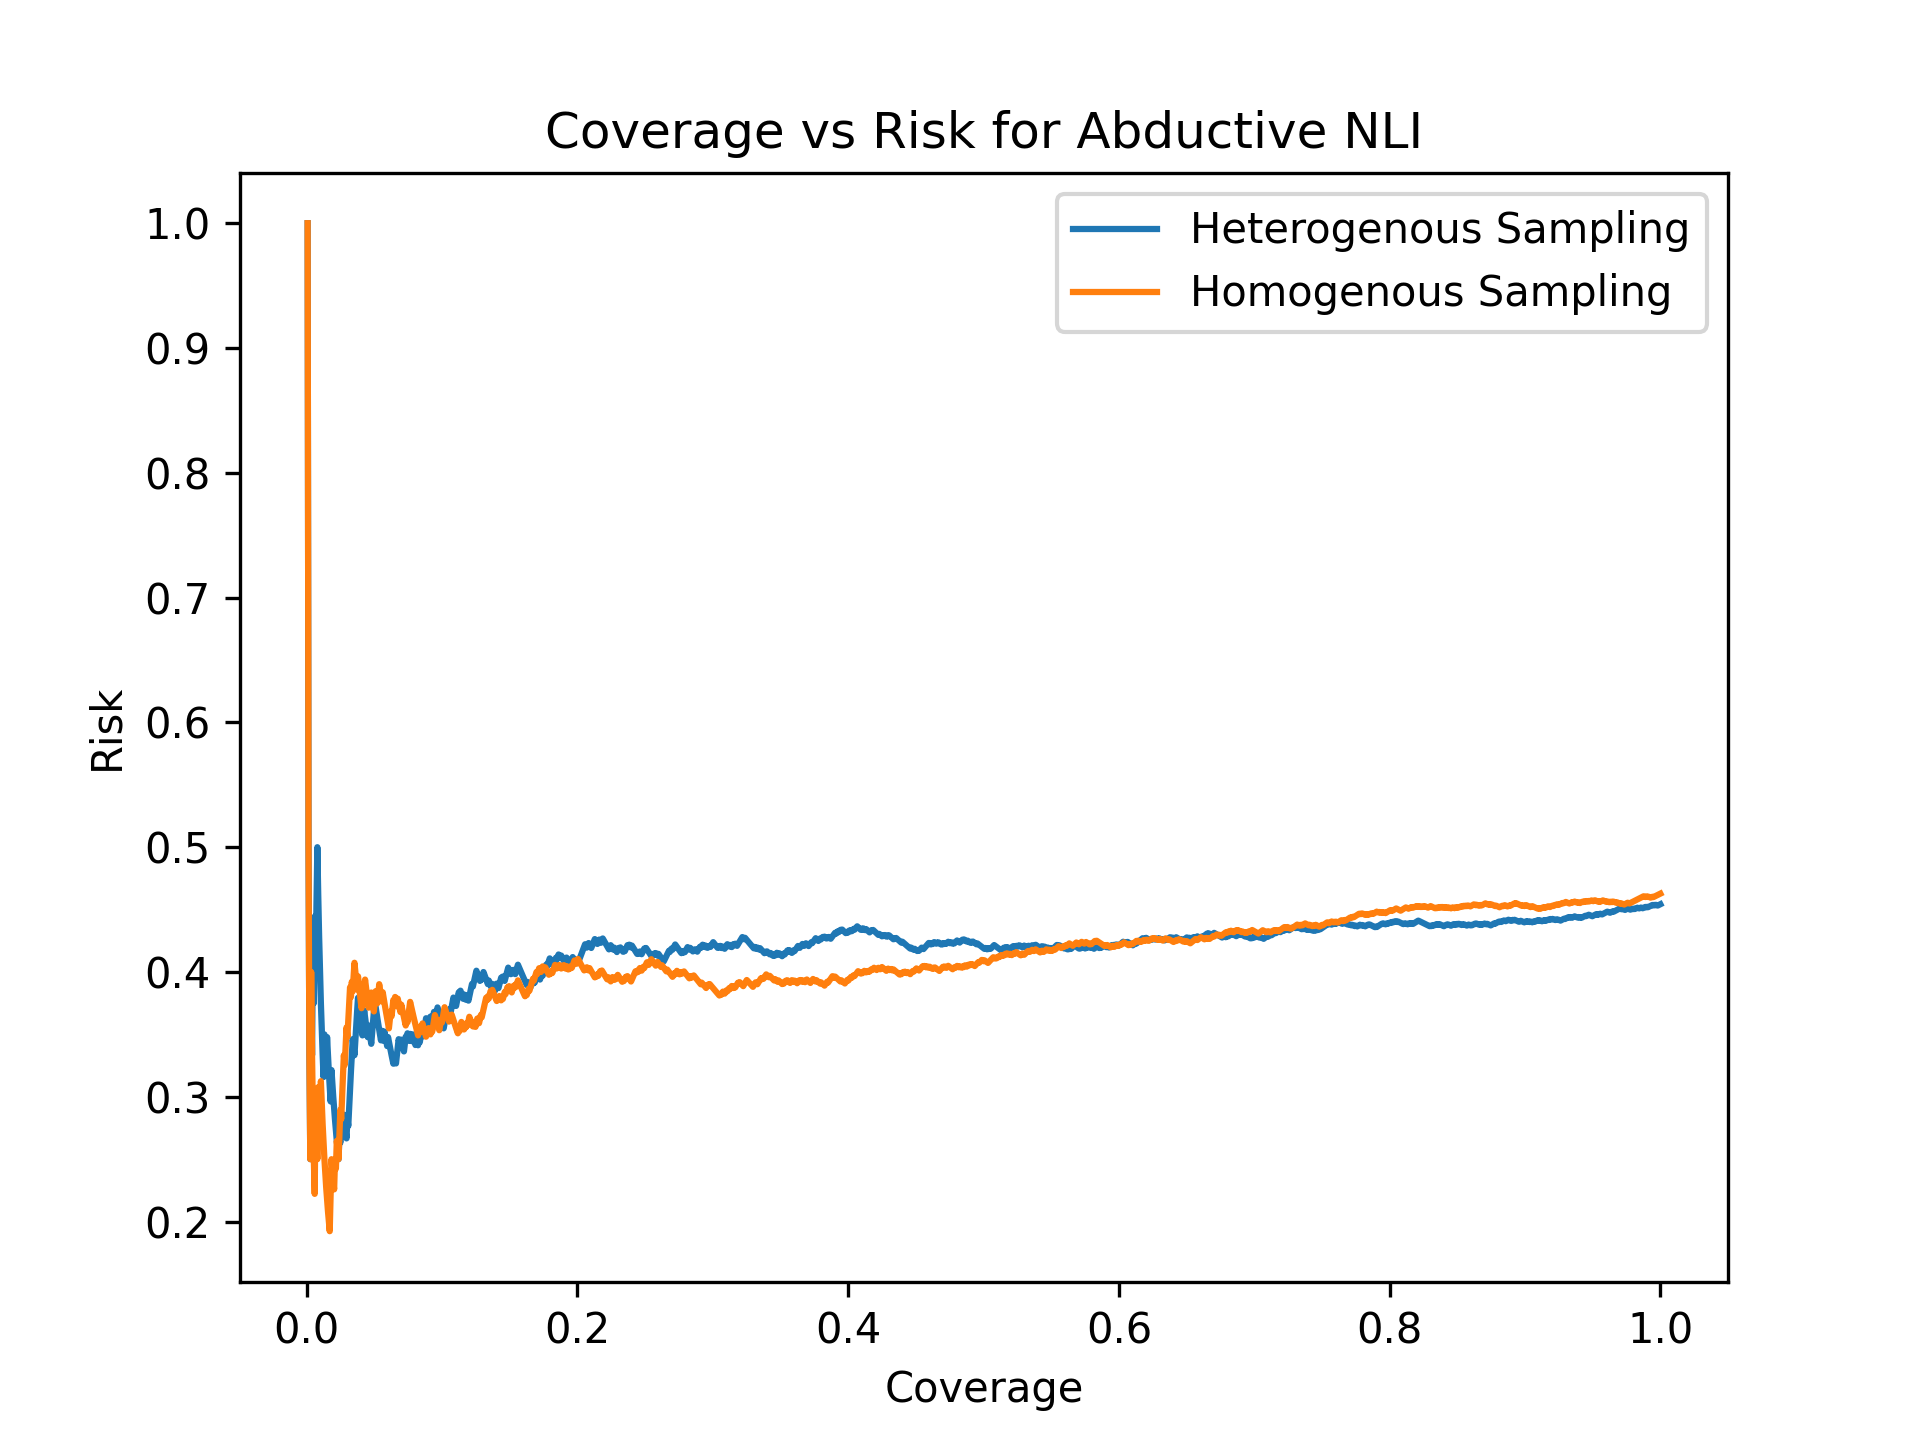 Coverage vs Risk for Abductive NLI
Heterogenous Sampling
Homogenous Sampling
1.0
0.9
0.8
0.7
0.6
0.5
0.4
0.3
0.2
Risk
0.0 0.2 0.4 0.6 0.8 1.0
Coverage